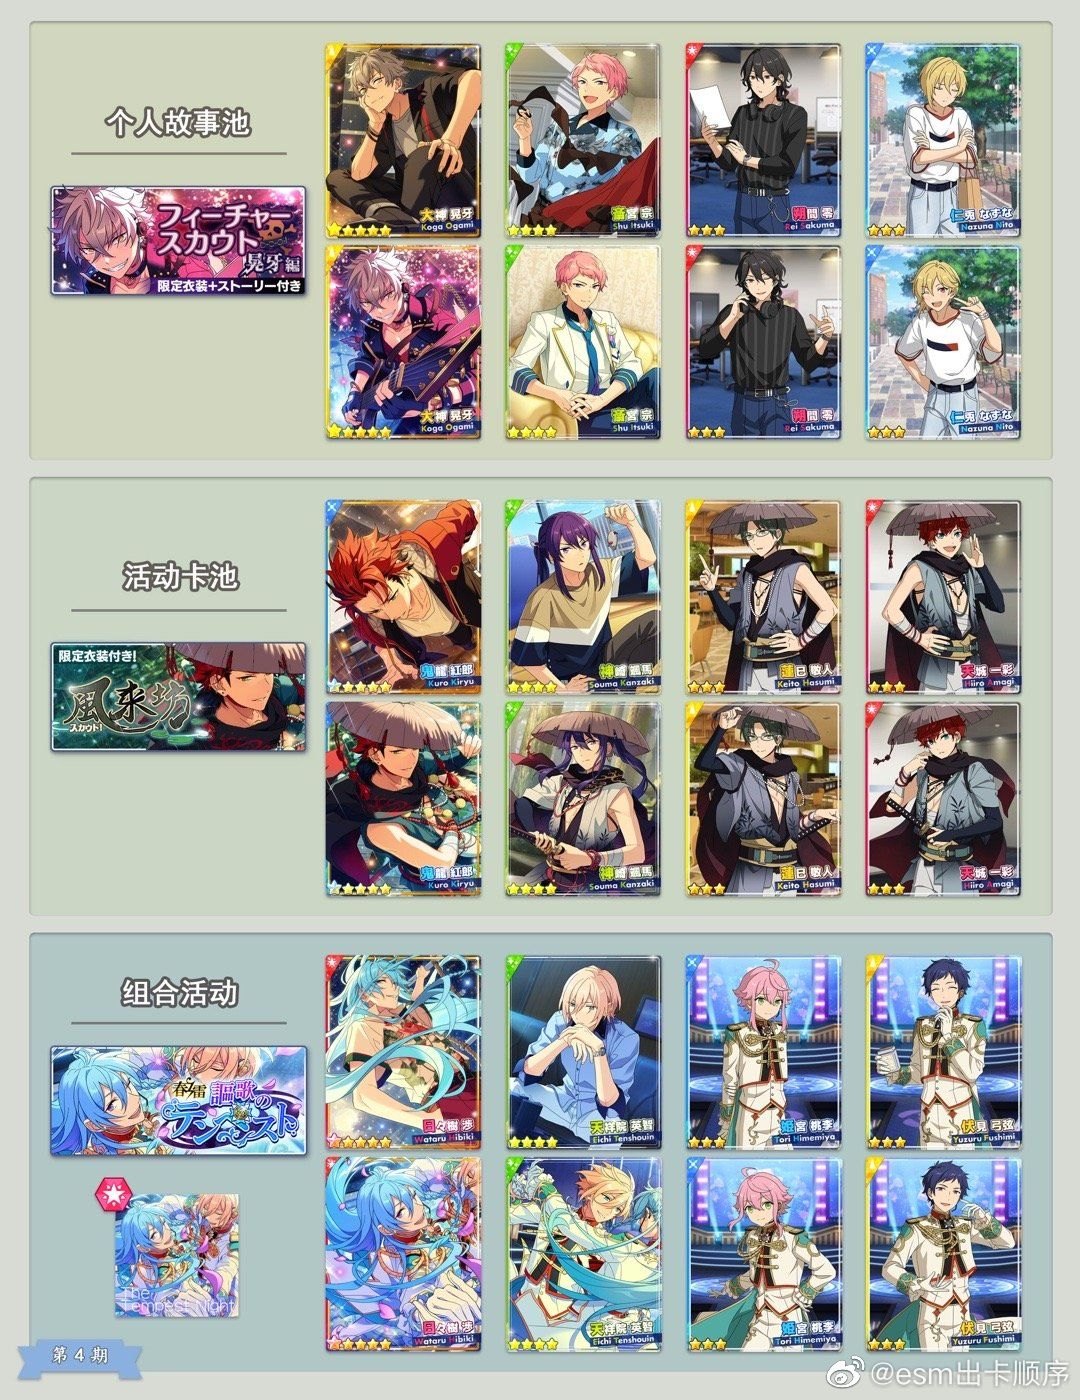 个人故事池
フィーチャー
スカウト
晃牙編
限定衣装+ストーリー付き
大神 晃牙
Koga Ogami
斎宮 宗
Shu Itsuki
朔間 零
Rei Sakuma
仁兎 なずな
Nazuna Nito
大神 晃牙
Koga Ogami
斎宮 宗
Shu Itsuki
朔間 零
Rei Sakuma
仁兎 なずな
Nazuna Nito
活动卡池
限定衣装付き!
風来坊
スカウト!
鬼龍 紅郎
Kuro Kiryu
神崎 颯馬
Souma Kanzaki
蓮巳 敬人
Keito Hasumi
天城 一彩
Hiiro Amagi
鬼龍 紅郎
Kuro Kiryu
神崎 颯馬
Souma Kanzaki
蓮巳 敬人
Keito Hasumi
天城 一彩
Hiiro Amagi
组合活动
春雷 謳歌の
テンペスト
日々樹 渉
Wataru Hibiki
天祥院 英智
Eichi Tenshouin
姫宮 桃李
Tori Himemiya
伏見 弓弦
Yuzuru Fushimi
The
Tempest Night
日々樹 渉
Wataru Hibiki
天祥院 英智
Eichi Tenshouin
姫宮 桃李
Tori Himemiya
伏見 弓弦
Yuzuru Fushimi
第 4 期
@esm出卡顺序